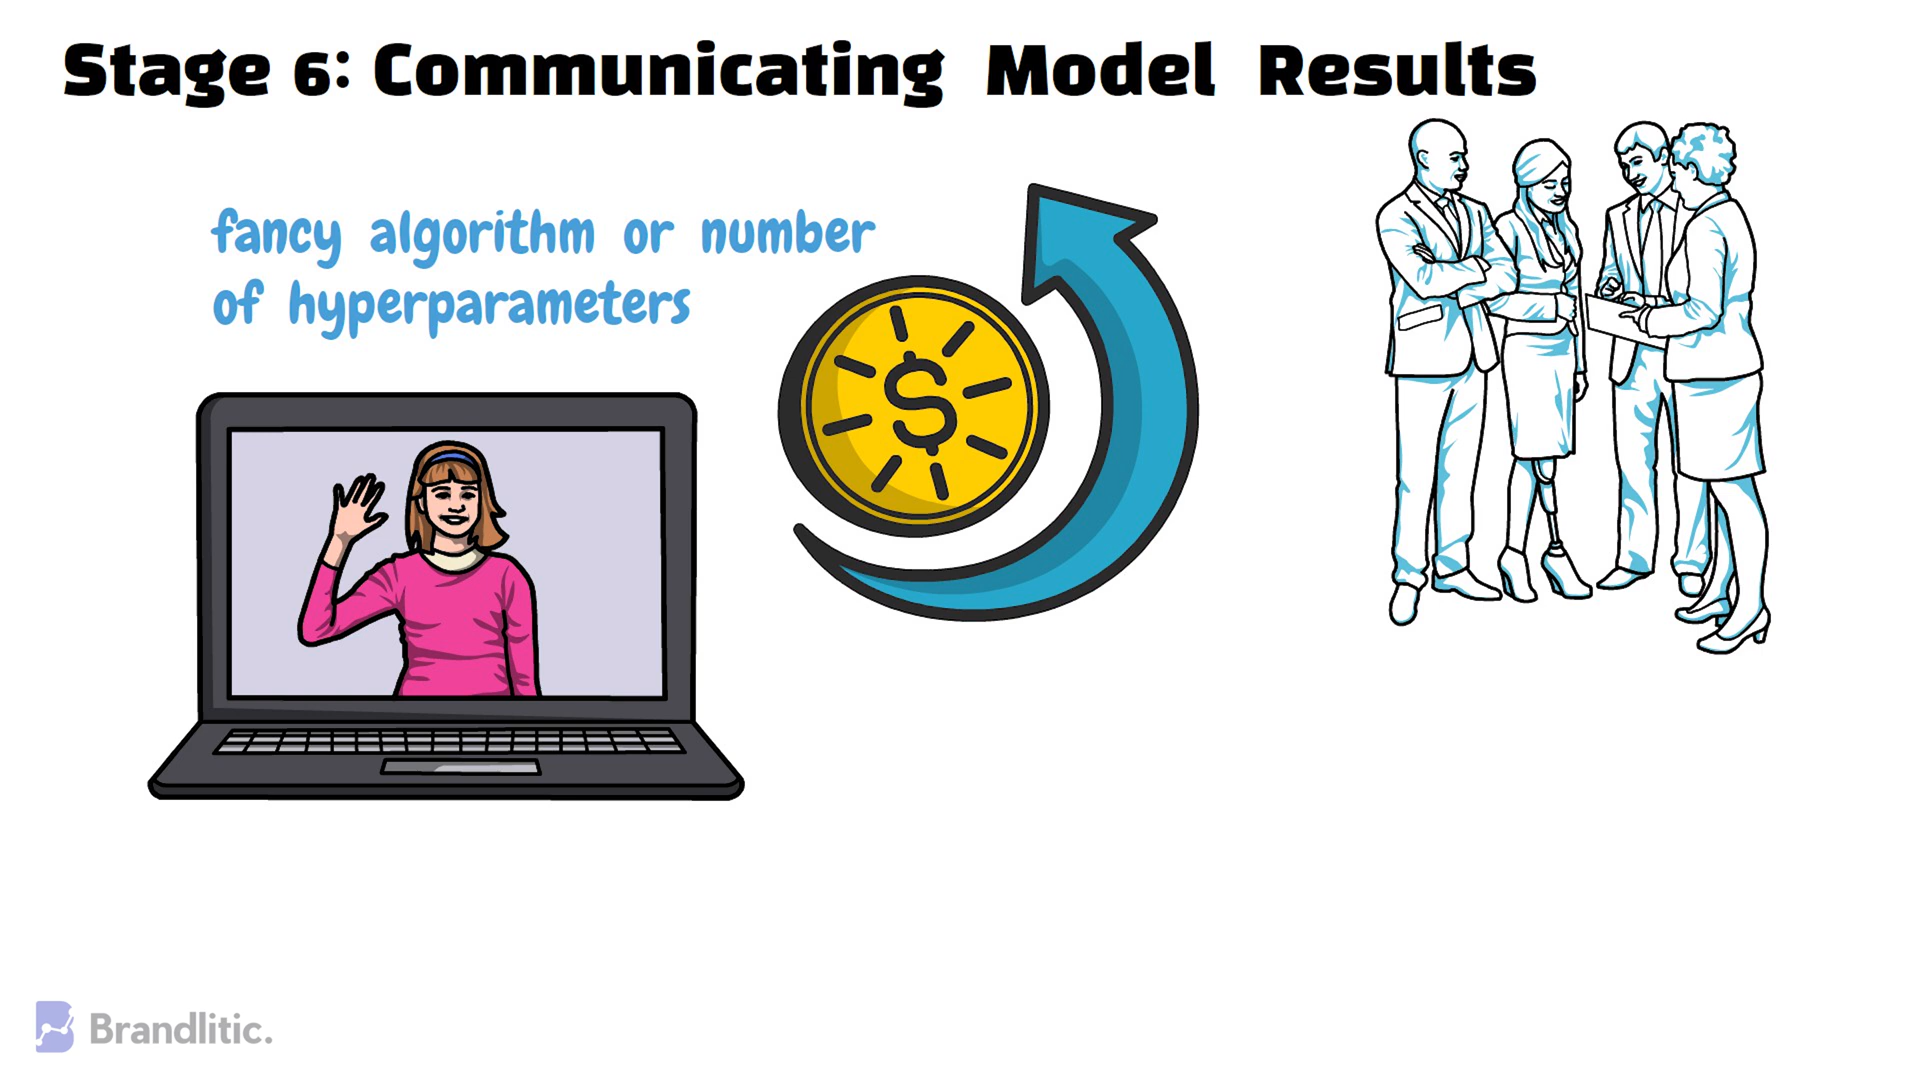 Stage 6: Communicating Model Results
fancy algorithm or number
of hyperparameters
$
Brandlitic.